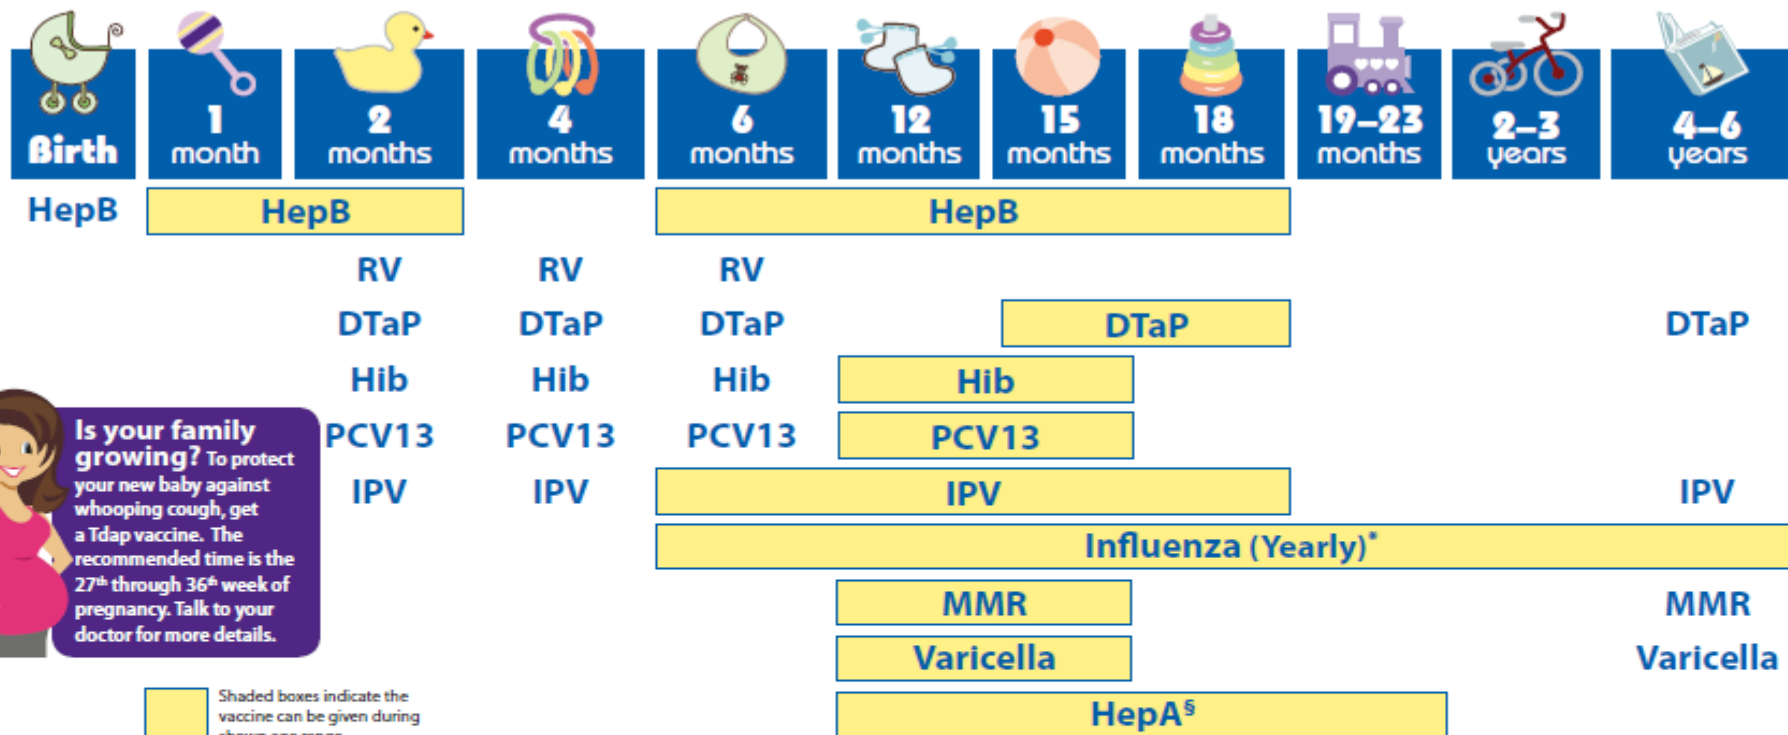 Birth
1 month
2 months
4 months
6 months
12 months
15 months
18 months
19–23 months
2–3 years
4–6 years
HepB HepB HepB
RV RV RV
DTaP DTaP DTaP DTaP DTaP
Hib Hib Hib Hib
PCV13 PCV13 PCV13 PCV13
IPV IPV IPV IPV
Influenza (Yearly)*
MMR MMR
Varicella Varicella
HepA§
Is your family
growing? To protect
your new baby against
whooping cough, get
a Tdap vaccine. The
recommended time is the
27th through 36th week of
pregnancy. Talk to your
doctor for more details.
Shaded boxes indicate the
vaccine can be given during
shown age range.